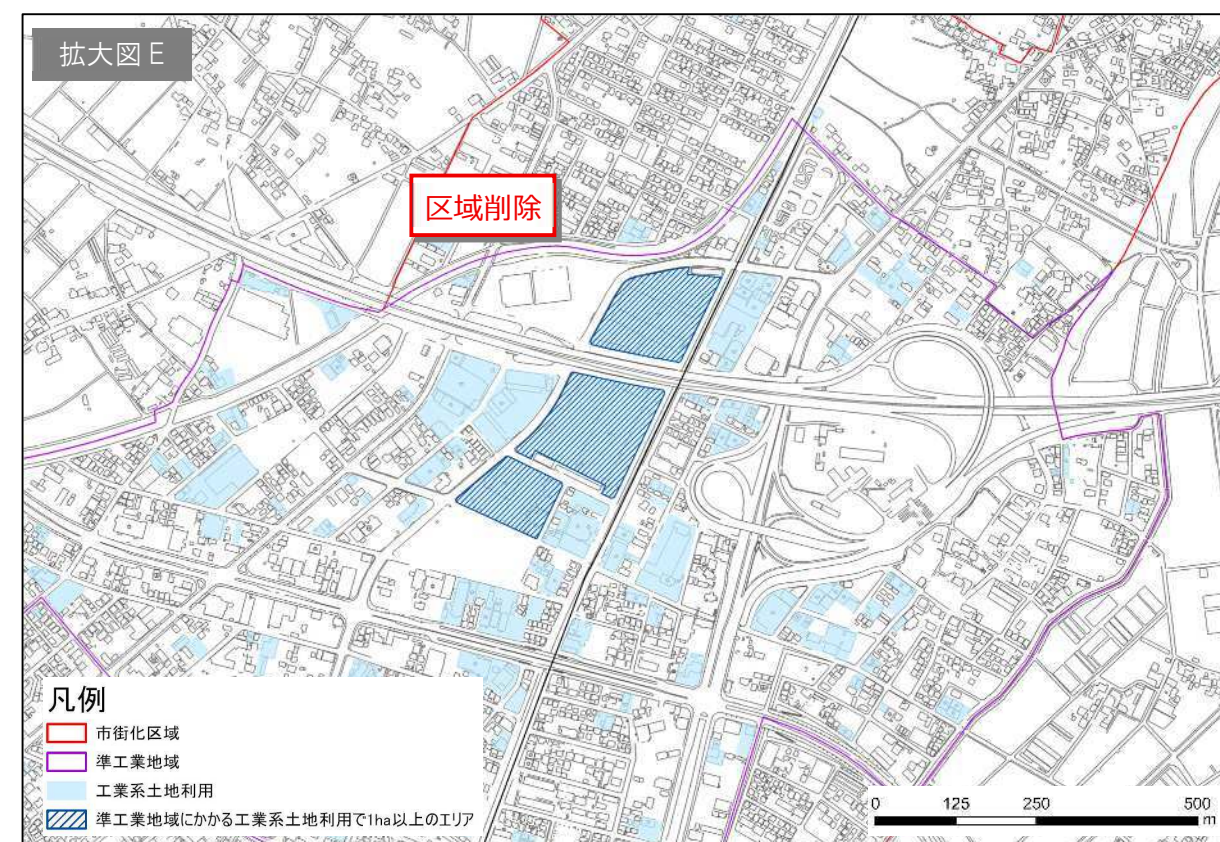 拡大図E
区域削除
凡例
市街化区域
準工業地域
工業系土地利用
準工業地域にかかる工業系土地利用で1ha以上のエリア
0 125 250 500
m